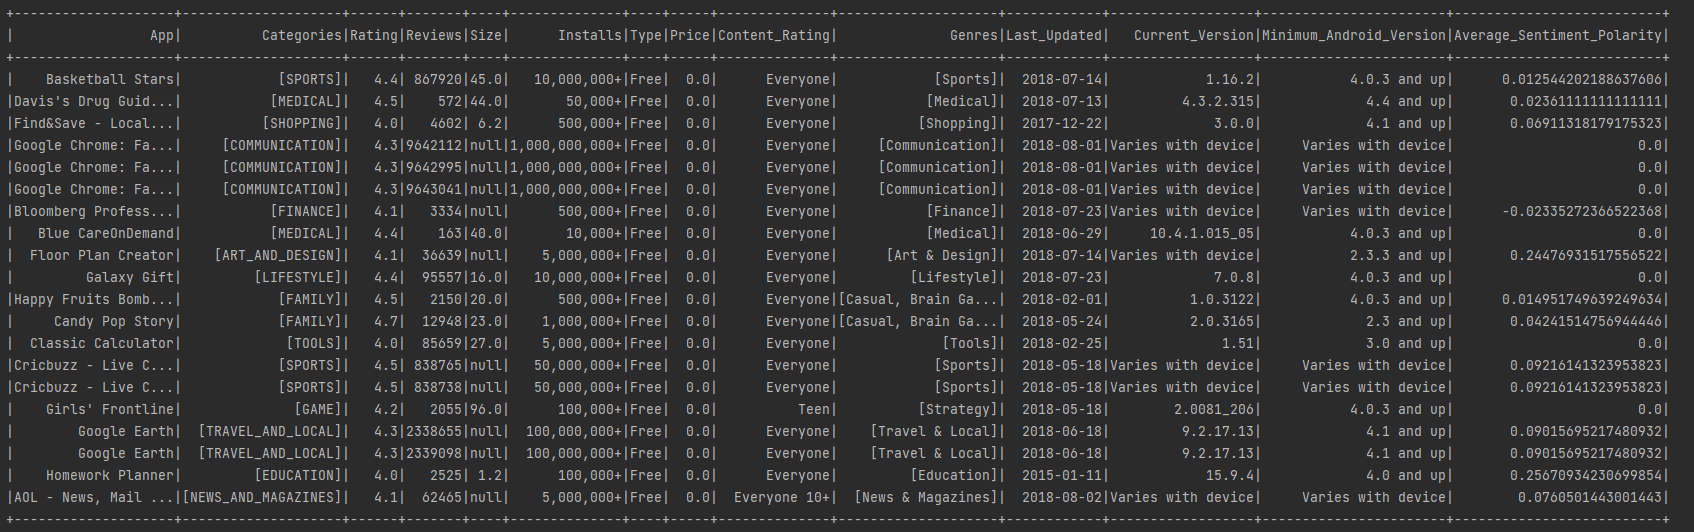 +--------------------+--------------------+------+-------+----+--------------+----+-----+--------------+--------------------+------------+------------------+-----------------------+--------------------------+
|                 App|          Categories|Rating|Reviews|Size|      Installs|Type|Price|Content_Rating|              Genres|Last_Updated|   Current_Version|Minimum_Android_Version|Average_Sentiment_Polarity|
+--------------------+--------------------+------+-------+----+--------------+----+-----+--------------+--------------------+------------+------------------+-----------------------+--------------------------+
|    Basketball Stars|            [SPORTS]|   4.4| 867920|45.0|   10,000,000+|Free|  0.0|      Everyone|            [Sports]|  2018-07-14|            1.16.2|           4.0.3 and up|      0.012544202188637606|
|Davis's Drug Guid...|           [MEDICAL]|   4.5|    572|44.0|       50,000+|Free|  0.0|      Everyone|           [Medical]|  2018-07-13|         4.3.2.315|             4.4 and up|       0.02361111111111111|
|Find&Save - Local...|          [SHOPPING]|   4.0|   4602| 6.2|      500,000+|Free|  0.0|      Everyone|          [Shopping]|  2017-12-22|             3.0.0|             4.1 and up|       0.06911318179175323|
|Google Chrome: Fa...|     [COMMUNICATION]|   4.3|9642112|null|1,000,000,000+|Free|  0.0|      Everyone|     [Communication]|  2018-08-01|Varies with device|     Varies with device|                       0.0|
|Google Chrome: Fa...|     [COMMUNICATION]|   4.3|9642995|null|1,000,000,000+|Free|  0.0|      Everyone|     [Communication]|  2018-08-01|Varies with device|     Varies with device|                       0.0|
|Google Chrome: Fa...|     [COMMUNICATION]|   4.3|9643041|null|1,000,000,000+|Free|  0.0|      Everyone|     [Communication]|  2018-08-01|Varies with device|     Varies with device|                       0.0|
|Bloomberg Profess...|           [FINANCE]|   4.1|   3334|null|      500,000+|Free|  0.0|      Everyone|           [Finance]|  2018-07-23|Varies with device|     Varies with device|      -0.02335272366522368|
|   Blue CareOnDemand|           [MEDICAL]|   4.4|    163|40.0|       10,000+|Free|  0.0|      Everyone|           [Medical]|  2018-06-29|     10.4.1.015_05|           4.0.3 and up|                       0.0|
|  Floor Plan Creator|    [ART_AND_DESIGN]|   4.1|  36639|null|    5,000,000+|Free|  0.0|      Everyone|      [Art & Design]|  2018-07-14|Varies with device|           2.3.3 and up|       0.24476931517556522|
|         Galaxy Gift|         [LIFESTYLE]|   4.4|  95557|16.0|   10,000,000+|Free|  0.0|      Everyone|         [Lifestyle]|  2018-07-23|             7.0.8|           4.0.3 and up|                       0.0|
|Happy Fruits Bomb...|            [FAMILY]|   4.5|   2150|20.0|      500,000+|Free|  0.0|      Everyone|[Casual, Brain Ga...|  2018-02-01|          1.0.3122|           4.0.3 and up|      0.014951749639249634|
|     Candy Pop Story|            [FAMILY]|   4.7|  12948|23.0|    1,000,000+|Free|  0.0|      Everyone|[Casual, Brain Ga...|  2018-05-24|          2.0.3165|             2.3 and up|       0.04241514756944446|
|  Classic Calculator|             [TOOLS]|   4.0|  85659|27.0|    5,000,000+|Free|  0.0|      Everyone|             [Tools]|  2018-02-25|              1.51|             3.0 and up|                       0.0|
|Cricbuzz - Live C...|            [SPORTS]|   4.5| 838765|null|   50,000,000+|Free|  0.0|      Everyone|            [Sports]|  2018-05-18|Varies with device|     Varies with device|       0.09216141323953823|
|Cricbuzz - Live C...|            [SPORTS]|   4.5| 838738|null|   50,000,000+|Free|  0.0|      Everyone|            [Sports]|  2018-05-18|Varies with device|     Varies with device|       0.09216141323953823|
|    Girls' Frontline|              [GAME]|   4.2|   2055|96.0|      100,000+|Free|  0.0|          Teen|          [Strategy]|  2018-05-18|        2.0081_206|           4.0.3 and up|                       0.0|
|        Google Earth|  [TRAVEL_AND_LOCAL]|   4.3|2338655|null|  100,000,000+|Free|  0.0|      Everyone|    [Travel & Local]|  2018-06-18|         9.2.17.13|             4.1 and up|       0.09015695217480932|
|        Google Earth|  [TRAVEL_AND_LOCAL]|   4.3|2339098|null|  100,000,000+|Free|  0.0|      Everyone|    [Travel & Local]|  2018-06-18|         9.2.17.13|             4.1 and up|       0.09015695217480932|
|    Homework Planner|         [EDUCATION]|   4.0|   2525| 1.2|      100,000+|Free|  0.0|      Everyone|         [Education]|  2015-01-11|            15.9.4|             4.0 and up|       0.25670934230699854|
|AOL - News, Mail ...|[NEWS_AND_MAGAZINES]|   4.1|  62465|null|    5,000,000+|Free|  0.0|  Everyone 10+|  [News & Magazines]|  2018-08-02|Varies with device|     Varies with device|        0.0760501443001443|
+--------------------+--------------------+------+-------+----+--------------+----+-----+--------------+--------------------+------------+------------------+-----------------------+--------------------------+